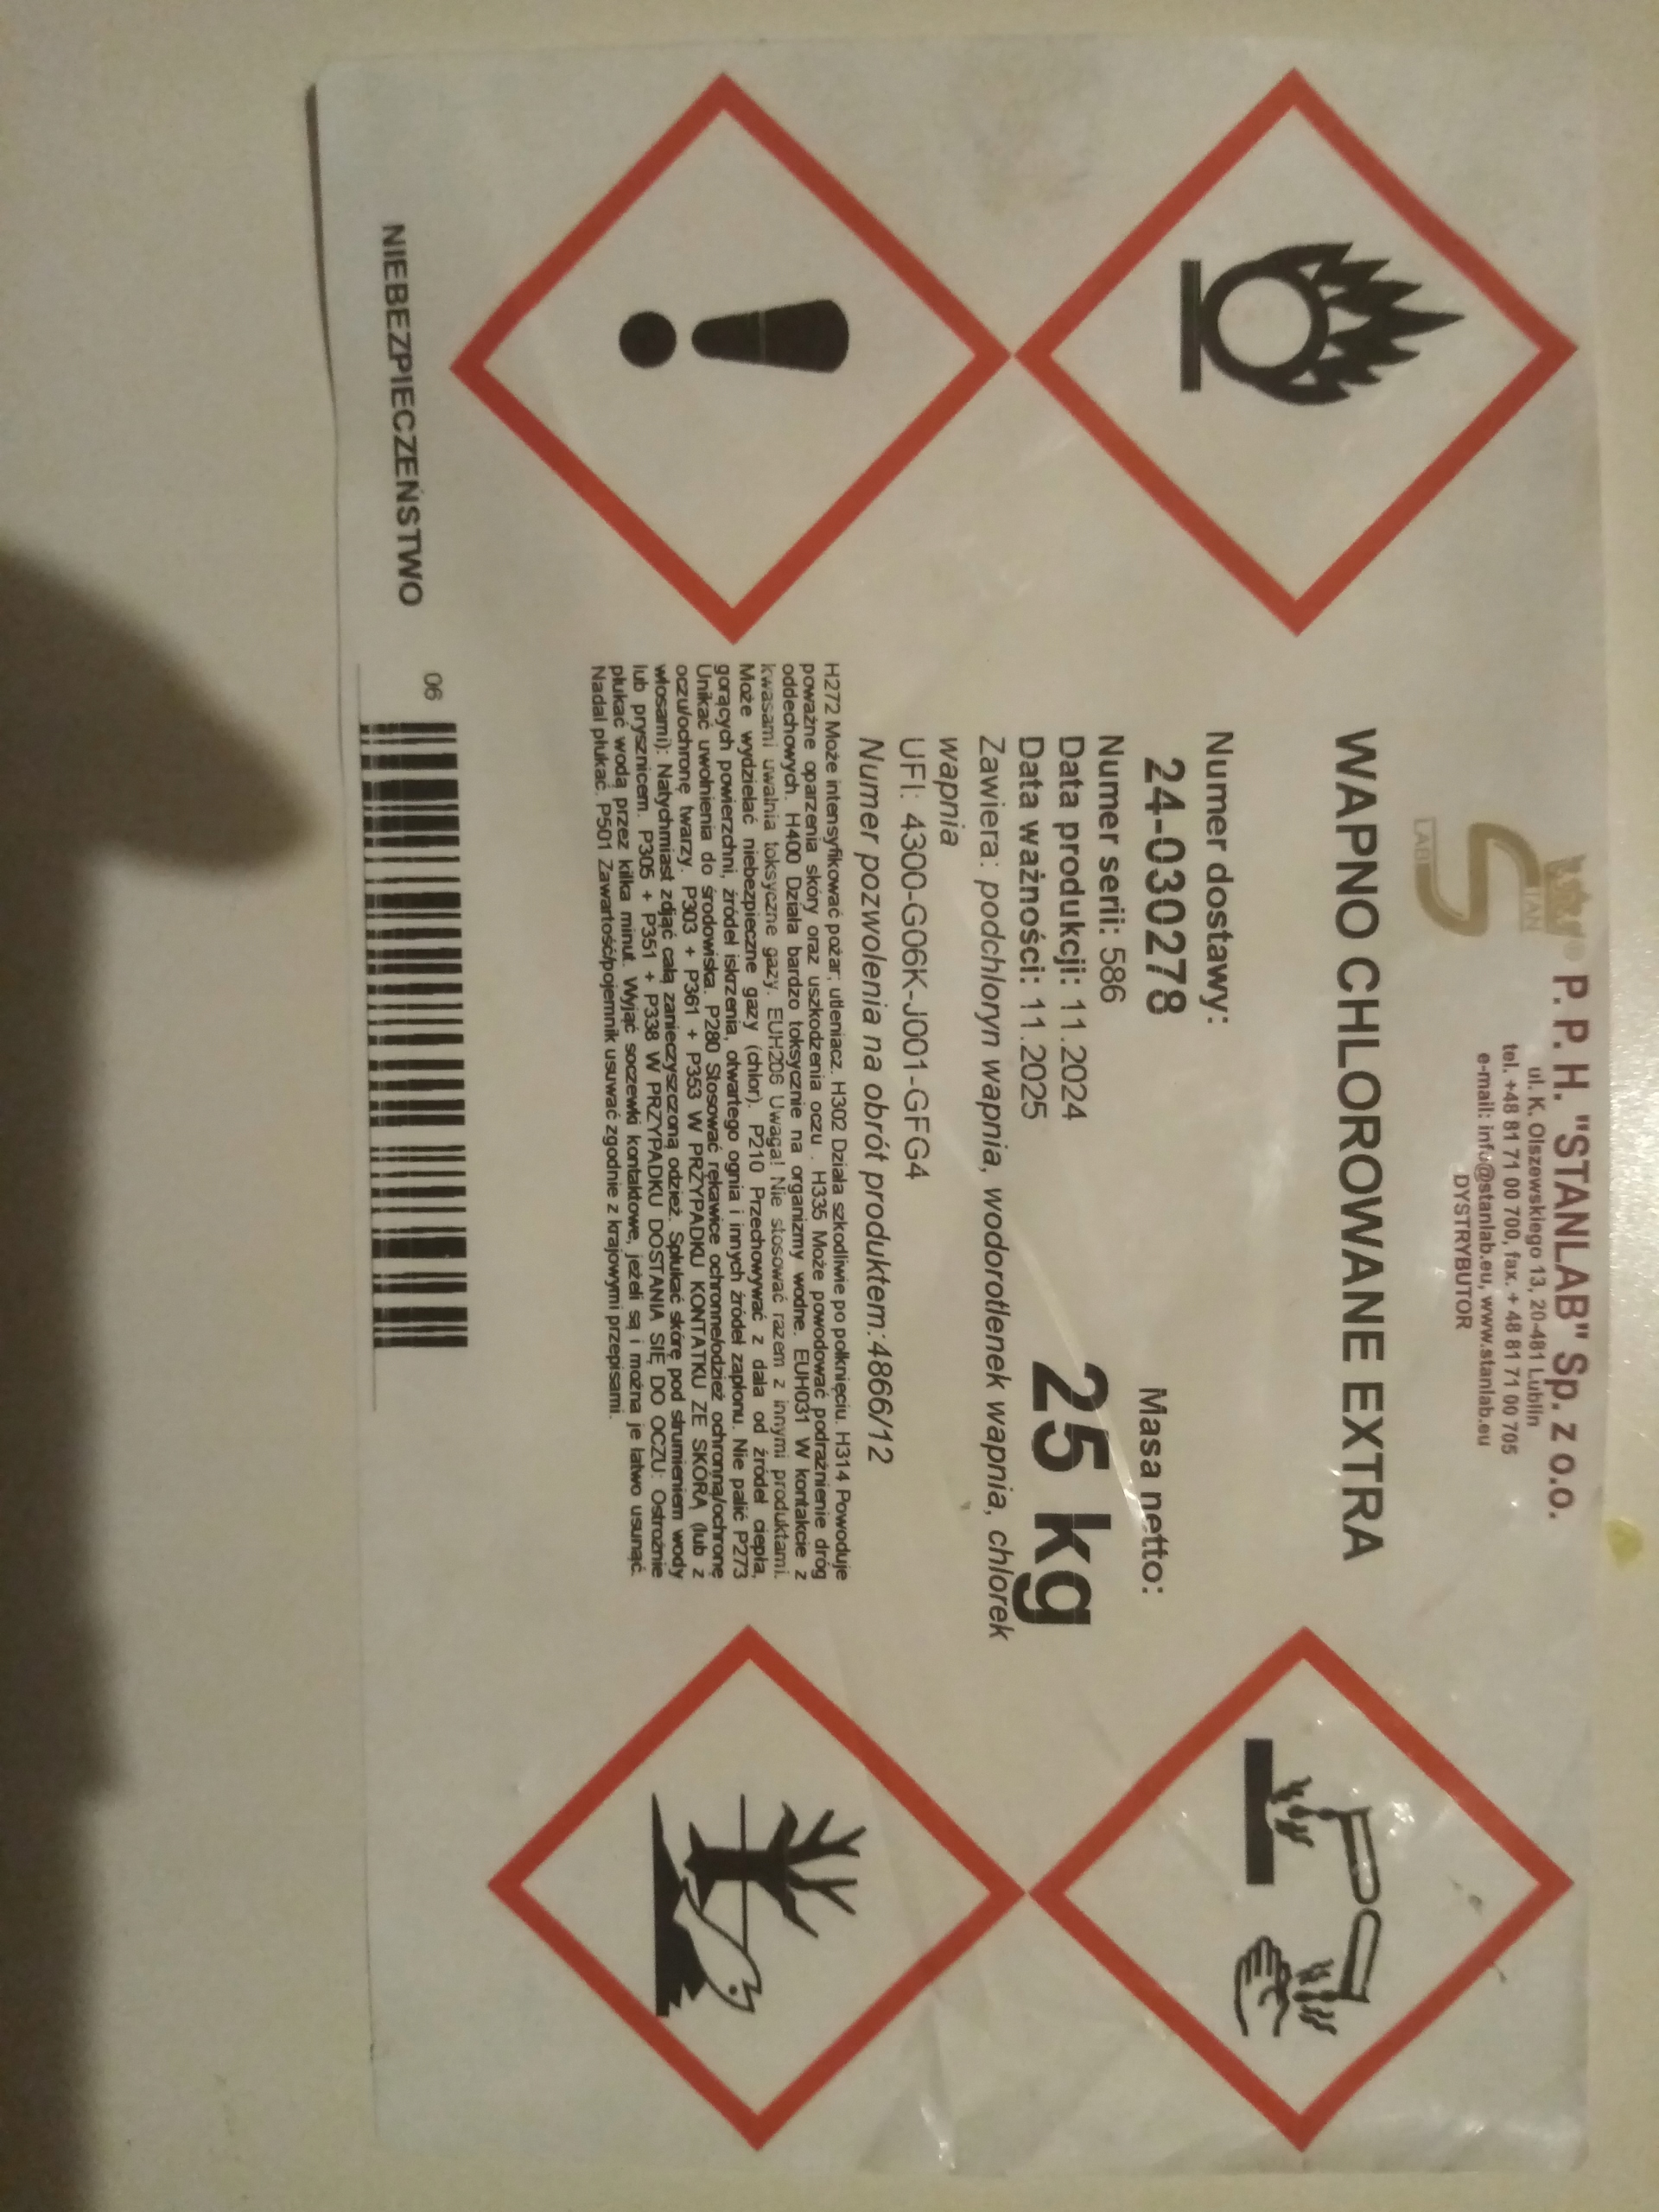 STAN
LAB
®
P. P. H. "STANLAB" Sp. z o.o.
ul. K. Olszewskiego 13, 20-481 Lublin
tel. +48 81 71 00 700, fax. + 48 81 71 00 705
e-mail: info@stanlab.eu, www.stanlab.eu
DYSTRYBUTOR
WAPNO CHLOROWANE EXTRA
Numer dostawy:
24-030278
Masa netto:
25 kg
Numer serii: 586
Data produkcji: 11.2024
Data ważności: 11.2025
Zawiera: podchloryn wapnia, wodorotlenek wapnia, chlorek
wapnia
UFI: 4300-G06K-J001-GFG4
Numer pozwolenia na obrót produktem:4866/12
H272 Może intensyfikować pożar; utleniacz. H302 Działa szkodliwie po połknięciu. H314 Powoduje
poważne oparzenia skóry oraz uszkodzenia oczu . H335 Może powodować podrażnienie dróg
oddechowych. H400 Działa bardzo toksycznie na organizmy wodne. EUH031 W kontakcie z
kwasami uwalnia toksyczne gazy. EUH206 Uwaga! Nie stosować razem z innymi produktami.
Może wydzielać niebezpieczne gazy (chlor). P210 Przechowywać z dala od źródeł ciepła,
gorących powierzchni, źródeł iskrzenia, otwartego ognia i innych źródeł zapłonu. Nie palić P273
Unikać uwolnienia do środowiska. P280 Stosować rękawice ochronne/odzież ochronną/ochronę
oczu/ochronę twarzy. P303 + P361 + P353 W PRZYPADKU KONTATKU ZE SKÓRĄ (lub z
włosami): Natychmiast zdjąć całą zanieczyszczoną odzież. Spłukać skórę pod strumieniem wody
lub prysznicem. P305 + P351 + P338 W PRZYPADKU DOSTANIA SIĘ DO OCZU: Ostrożnie
płukać wodą przez kilka minut. Wyjąć soczewki kontaktowe, jeżeli są i można je łatwo usunąć.
Nadal płukać. P501 Zawartość/pojemnik usuwać zgodnie z krajowymi przepisami.
NIEBEZPIECZEŃSTWO
06